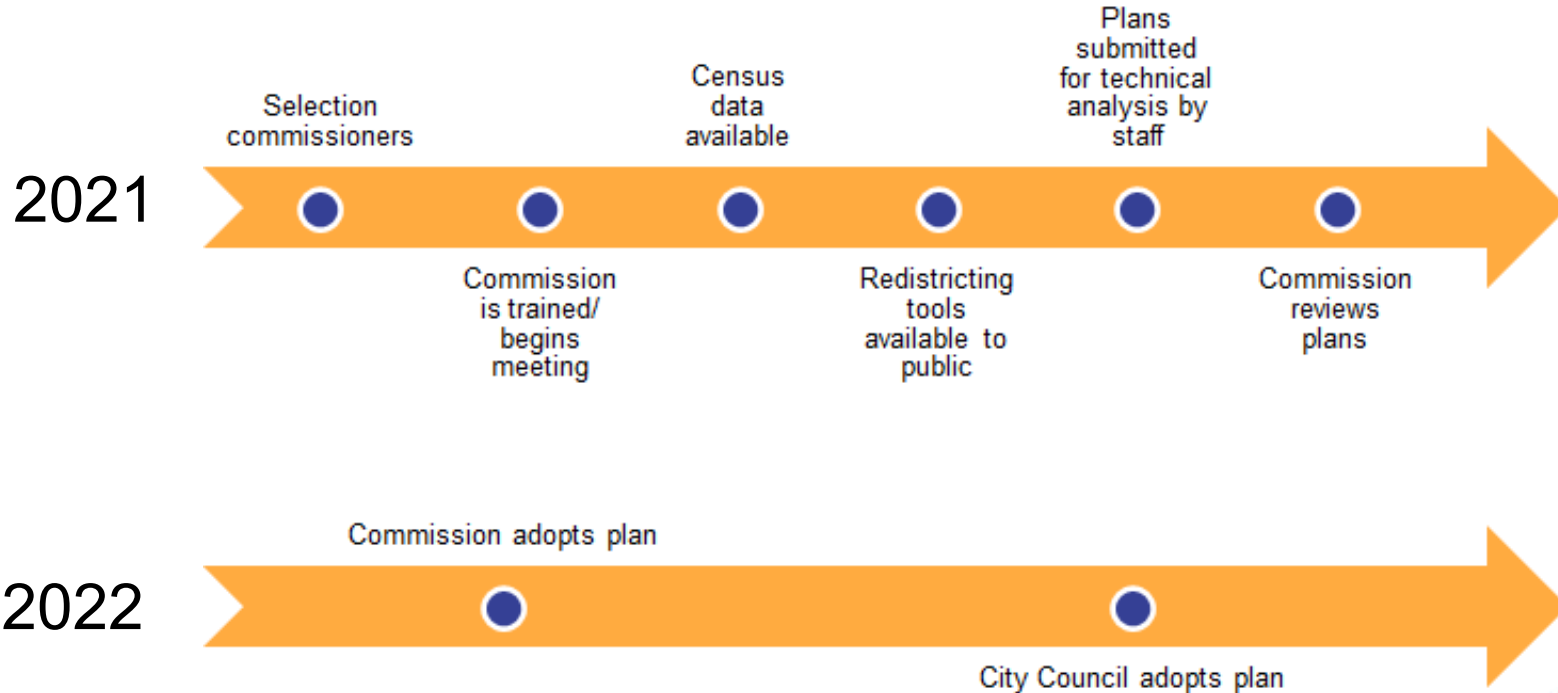 2021
Selection
commissioners
Commission
is trained/
begins
meeting
Census
data
available
Redistricting
tools
available to
public
Plans
submitted
for technical
analysis by
staff
Commission
reviews
plans
2022
Commission adopts plan
City Council adopts plan